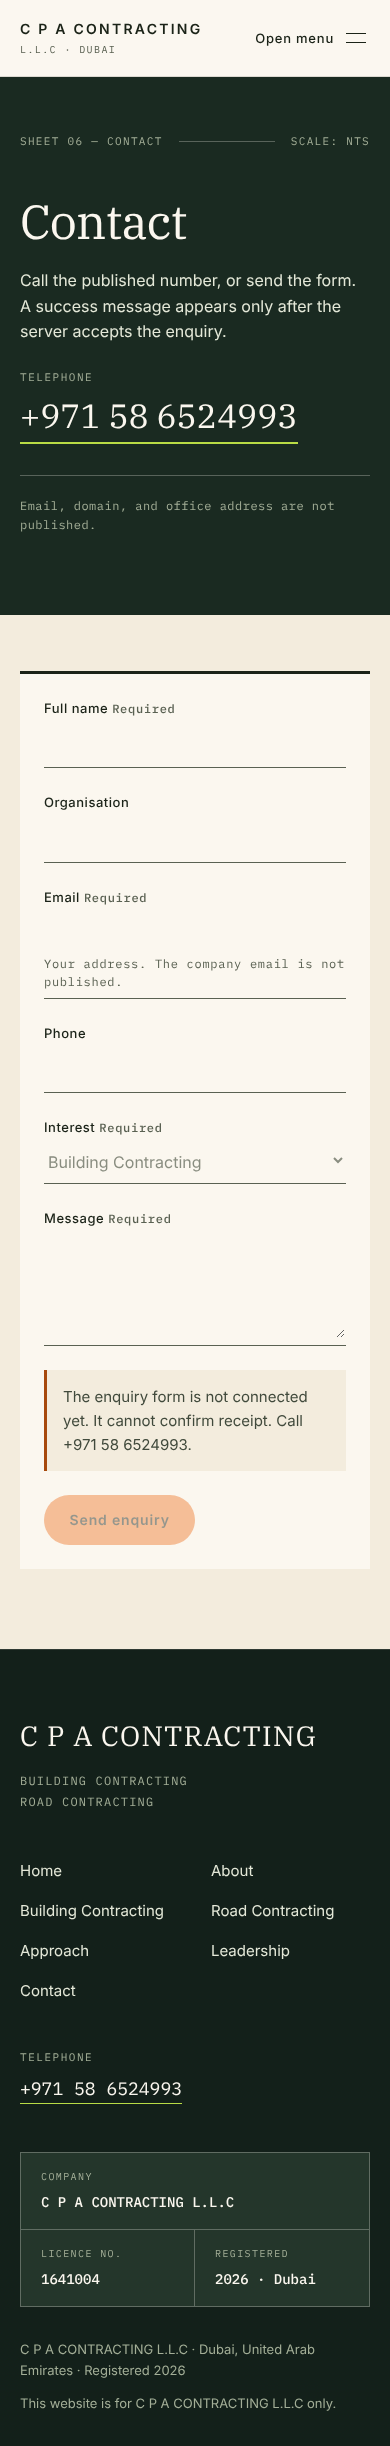 C P A CONTRACTING
L.L.C · DUBAI
Open menu
SHEET 06 — CONTACT
SCALE: NTS
Contact
Call the published number, or send the form.
A success message appears only after the
server accepts the enquiry.
TELEPHONE
+971 58 6524993
Email, domain, and office address are not
published.
Full name Required
Organisation
Email Required
Your address. The company email is not
published.
Phone
Interest Required
Building Contracting
Message Required
The enquiry form is not connected
yet. It cannot confirm receipt. Call
+971 58 6524993.
Send enquiry
C P A CONTRACTING
BUILDING CONTRACTING
ROAD CONTRACTING
Home
About
Building Contracting
Road Contracting
Approach
Leadership
Contact
TELEPHONE
+971 58 6524993
COMPANY
C P A CONTRACTING L.L.C
LICENCE NO.
REGISTERED
1641004
2026 · Dubai
C P A CONTRACTING L.L.C · Dubai, United Arab
Emirates · Registered 2026
This website is for C P A CONTRACTING L.L.C only.